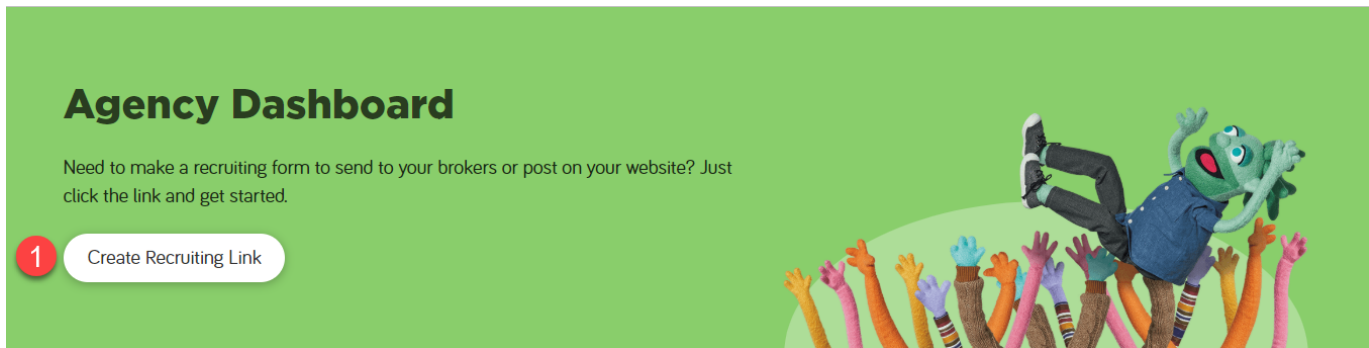 Agency Dashboard
Need to make a recruiting form to send to your brokers or post on your website? Just
click the link and get started.
1 Create Recruiting Link